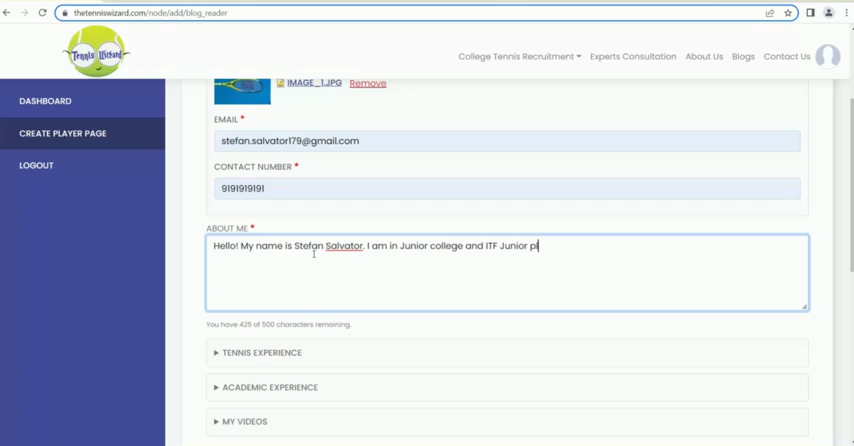 thetenniswizard.com/node/add/blog_reader
Tennis Wizard
College Tennis Recruitment Experts Consultation About Us Blogs Contact Us
DASHBOARD
CREATE PLAYER PAGE
LOGOUT
IMAGE_1.JPG Remove
EMAIL *
stefan.salvator179@gmail.com
CONTACT NUMBER *
9191919191
ABOUT ME *
Hello! My name is Stefan Salvator. I am in Junior college and ITF Junior pl
You have 425 of 500 characters remaining.
TENNIS EXPERIENCE
ACADEMIC EXPERIENCE
MY VIDEOS